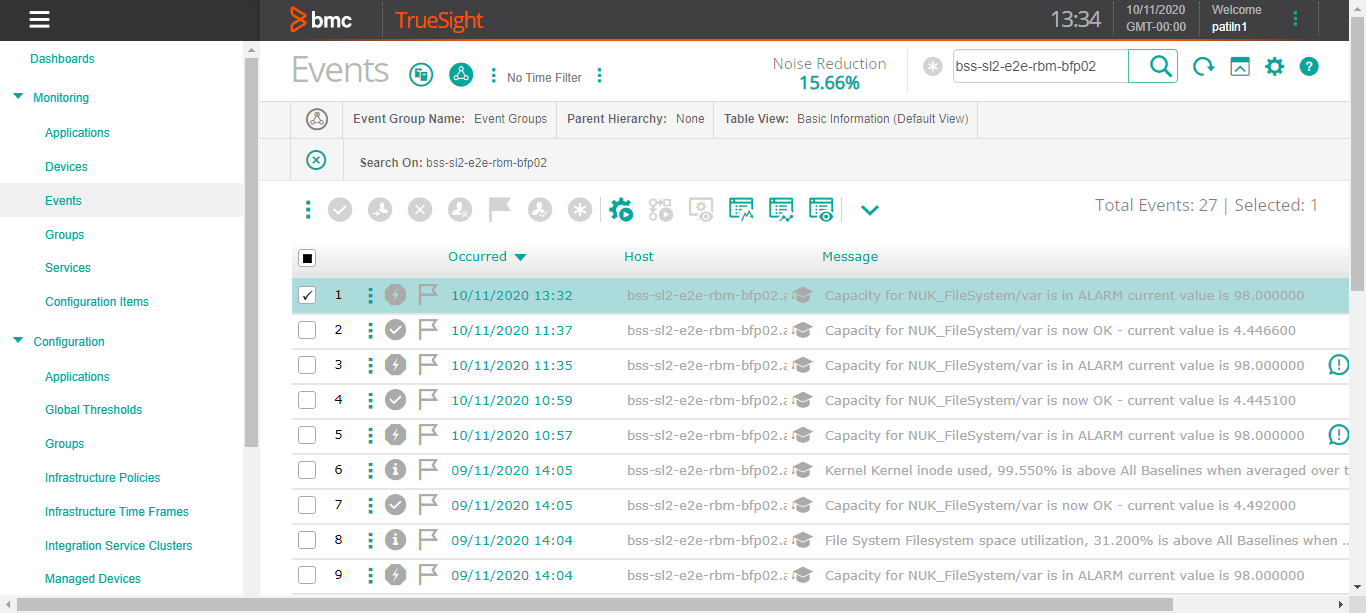 bmc TrueSight 13:34 10/11/2020 GMT-00:00 Welcome patiln1
Dashboards
Monitoring
Applications
Devices
Events
Groups
Services
Configuration Items
Configuration
Applications
Global Thresholds
Groups
Infrastructure Policies
Infrastructure Time Frames
Integration Service Clusters
Managed Devices
Events No Time Filter Noise Reduction 15.66% bss-sl2-e2e-rbm-bfp02
Event Group Name: Event Groups Parent Hierarchy: None Table View: Basic Information (Default View)
Search On: bss-sl2-e2e-rbm-bfp02
Total Events: 27 | Selected: 1
Occurred Host Message
1 10/11/2020 13:32 bss-sl2-e2e-rbm-bfp02.a Capacity for NUK_FileSystem/var is in ALARM current value is 98.000000
2 10/11/2020 11:37 bss-sl2-e2e-rbm-bfp02.a Capacity for NUK_FileSystem/var is now OK - current value is 4.446600
3 10/11/2020 11:35 bss-sl2-e2e-rbm-bfp02.a Capacity for NUK_FileSystem/var is in ALARM current value is 98.000000
4 10/11/2020 10:59 bss-sl2-e2e-rbm-bfp02.a Capacity for NUK_FileSystem/var is now OK - current value is 4.445100
5 10/11/2020 10:57 bss-sl2-e2e-rbm-bfp02.a Capacity for NUK_FileSystem/var is in ALARM current value is 98.000000
6 09/11/2020 14:05 bss-sl2-e2e-rbm-bfp02.a Kernel Kernel inode used, 99.550% is above All Baselines when averaged over t
7 09/11/2020 14:05 bss-sl2-e2e-rbm-bfp02.a Capacity for NUK_FileSystem/var is now OK - current value is 4.492000
8 09/11/2020 14:04 bss-sl2-e2e-rbm-bfp02.a File System Filesystem space utilization, 31.200% is above All Baselines when ...
9 09/11/2020 14:04 bss-sl2-e2e-rbm-bfp02.a Capacity for NUK_FileSystem/var is in ALARM current value is 98.000000